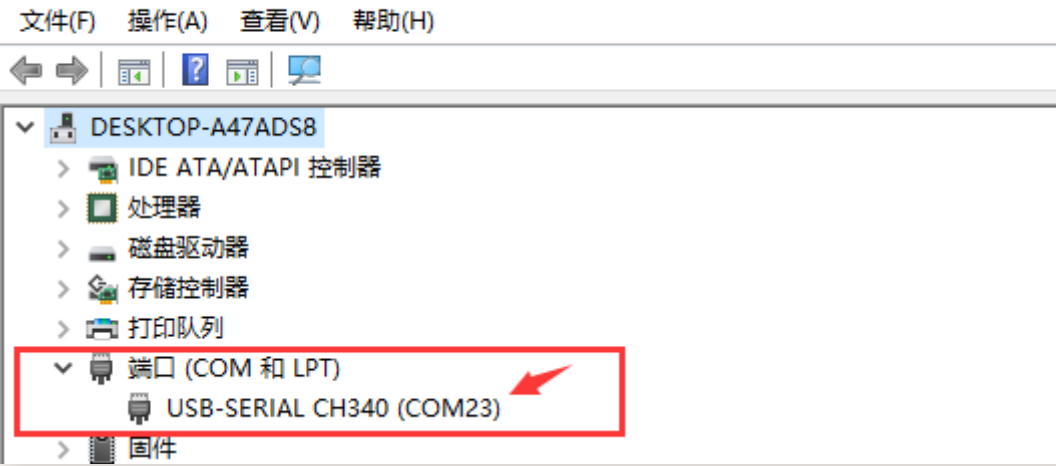 文件(F) 操作(A) 查看(V) 帮助(H)
?
DESKTOP-A47ADS8
IDE ATA/ATAPI 控制器
处理器
磁盘驱动器
存储控制器
打印队列
端口 (COM 和 LPT)
USB-SERIAL CH340 (COM23)
固件